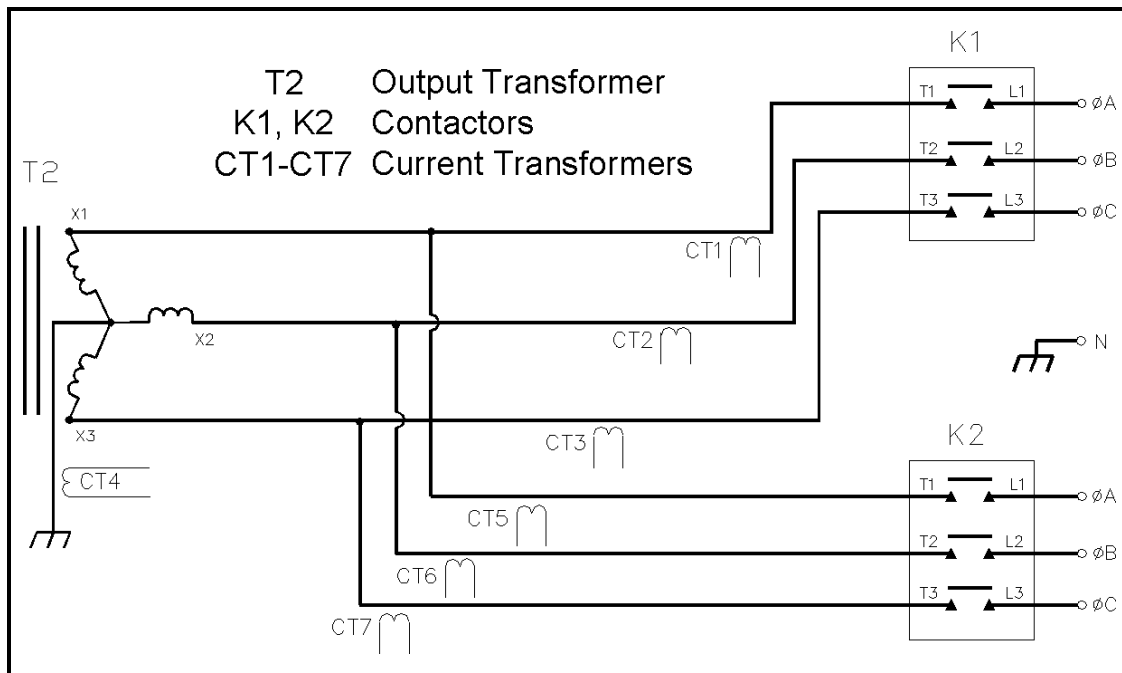 K1
T2 Output Transformer
K1, K2 Contactors
CT1-CT7 Current Transformers
T1 L1 øA
T2 L2 øB
T3 L3 øC
T2
X1
CT1
X2
CT2
N
X3
CT3
K2
CT4
T1 L1 øA
CT5
T2 L2 øB
CT6
T3 L3 øC
CT7